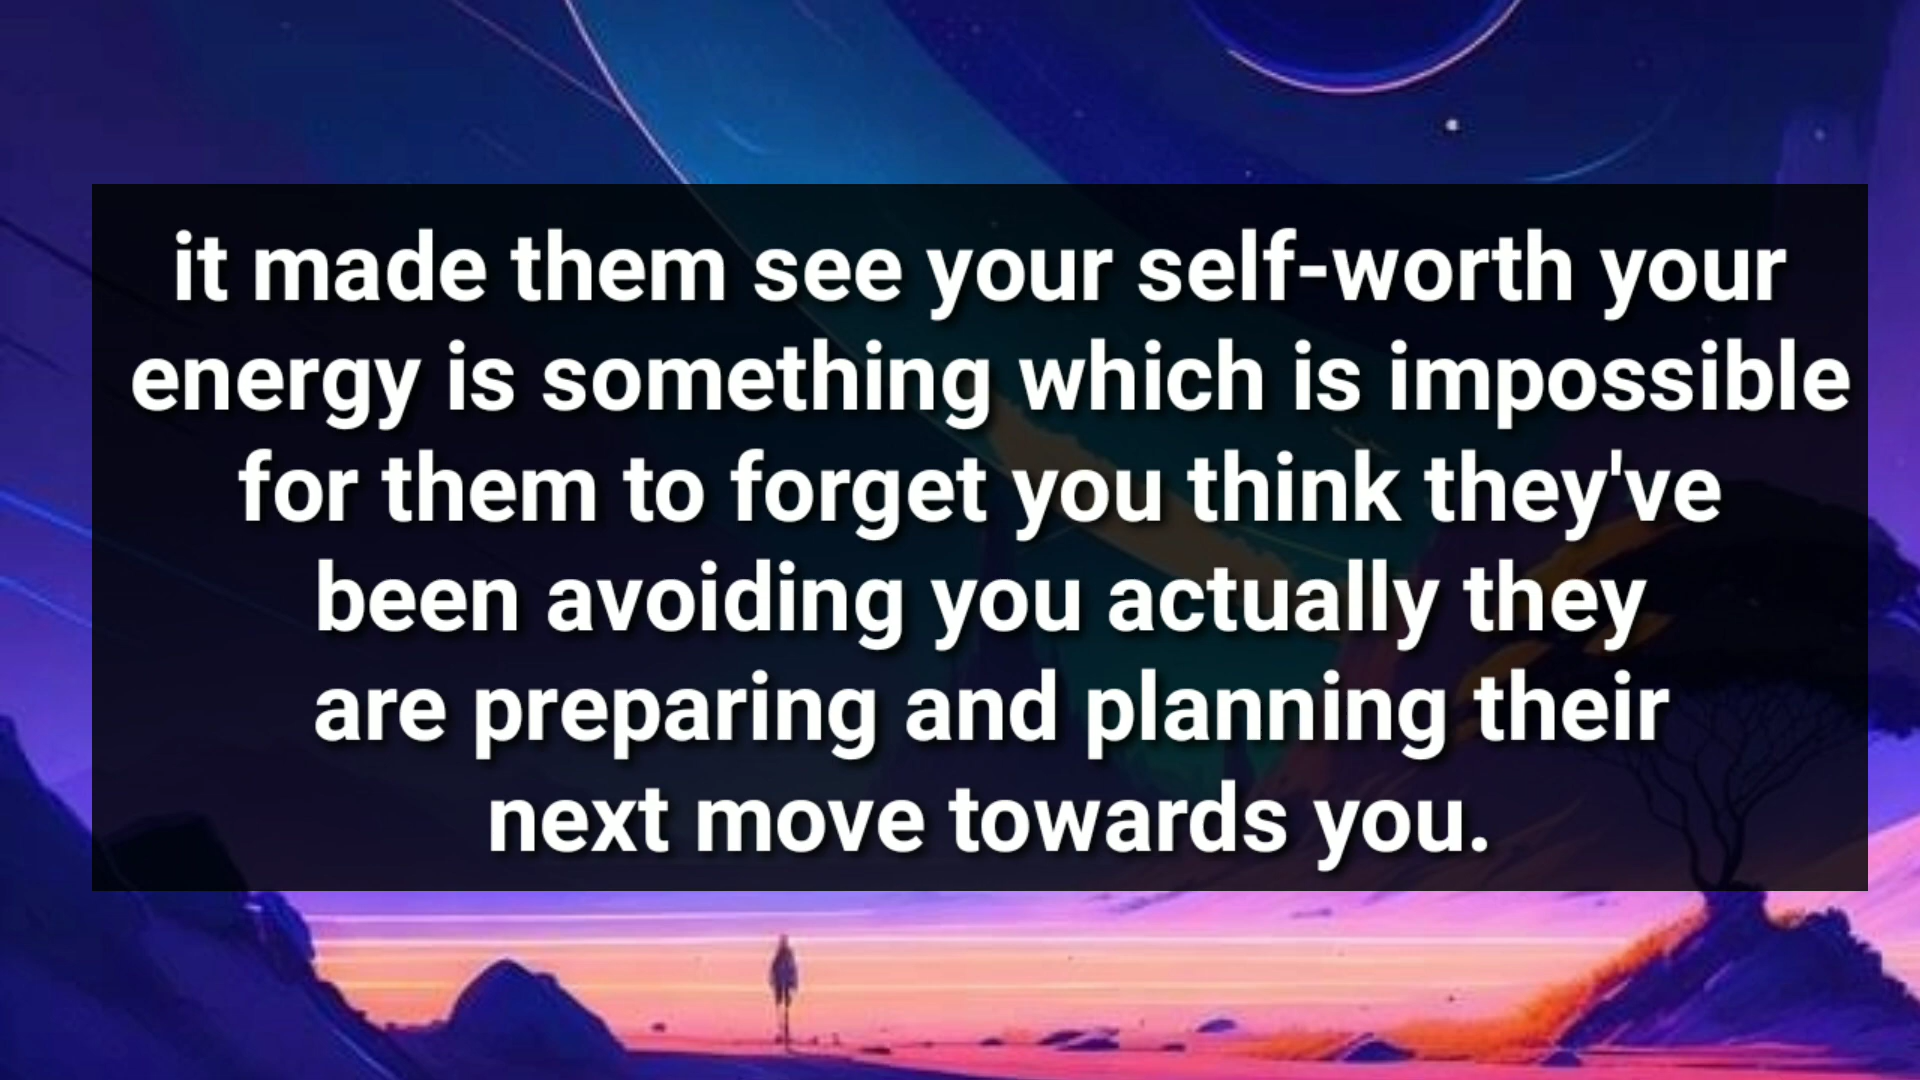 it made them see your self-worth your
energy is something which is impossible
for them to forget you think they've
been avoiding you actually they
are preparing and planning their
next move towards you.